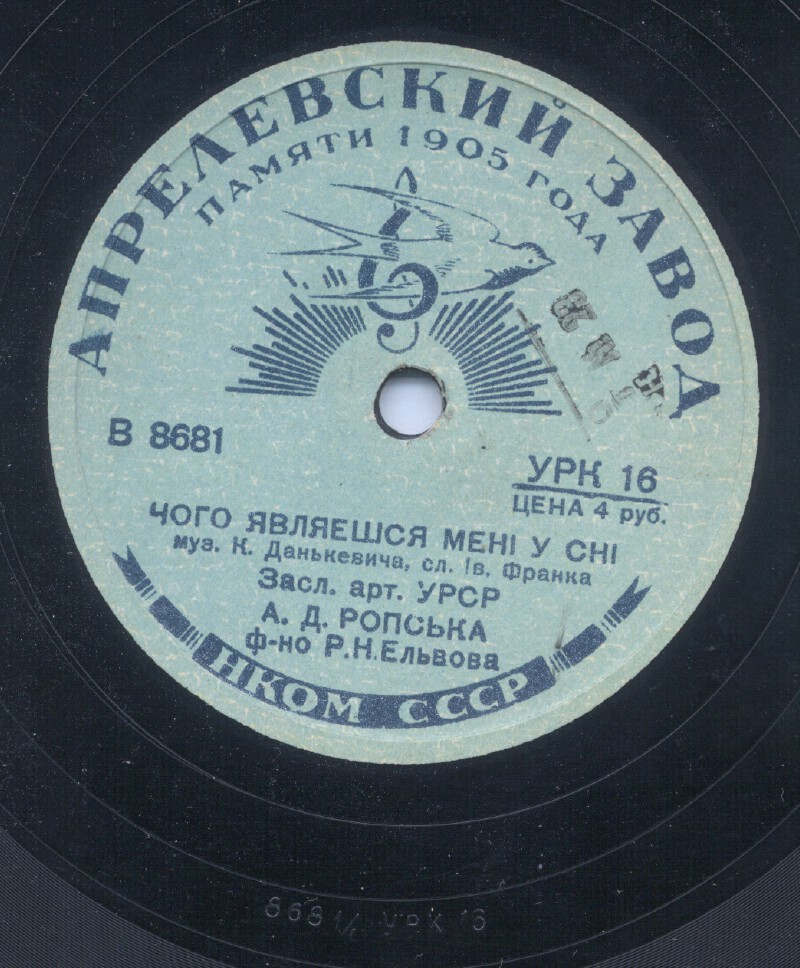 АПРЕЛЕВСКИЙ ЗАВОД
ПАМЯТИ 1905 ГОДА
В 8681
УРК 16
ЦЕНА 4 руб.
ЧОГО ЯВЛЯЕШСЯ МЕНІ У СНІ
муз. К. Данькевича, сл. Ів. Франка
Засл. арт. УРСР
А. Д. РОПСЬКА
ф-но Р.Н.Ельвова
НКОМ СССР
8681/ УРК 16